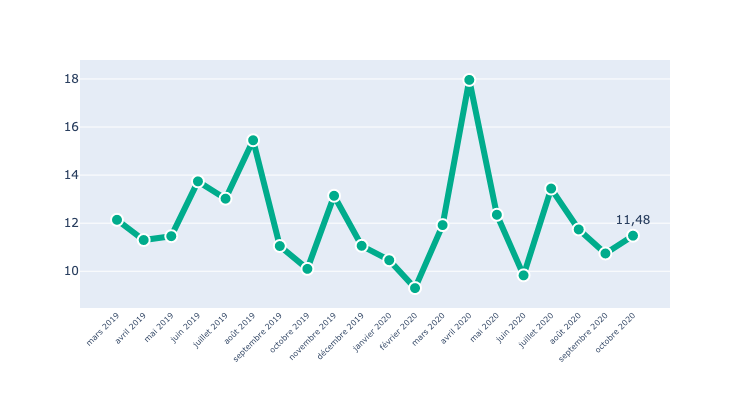 18
16
14
12
10
11,48
mars 2019
avril 2019
mai 2019
juin 2019
juillet 2019
août 2019
septembre 2019
octobre 2019
novembre 2019
décembre 2019
janvier 2020
février 2020
mars 2020
avril 2020
mai 2020
juin 2020
juillet 2020
août 2020
septembre 2020
octobre 2020